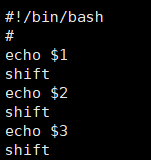 #!/bin/bash
#
echo $1
shift
echo $2
shift
echo $3
shift